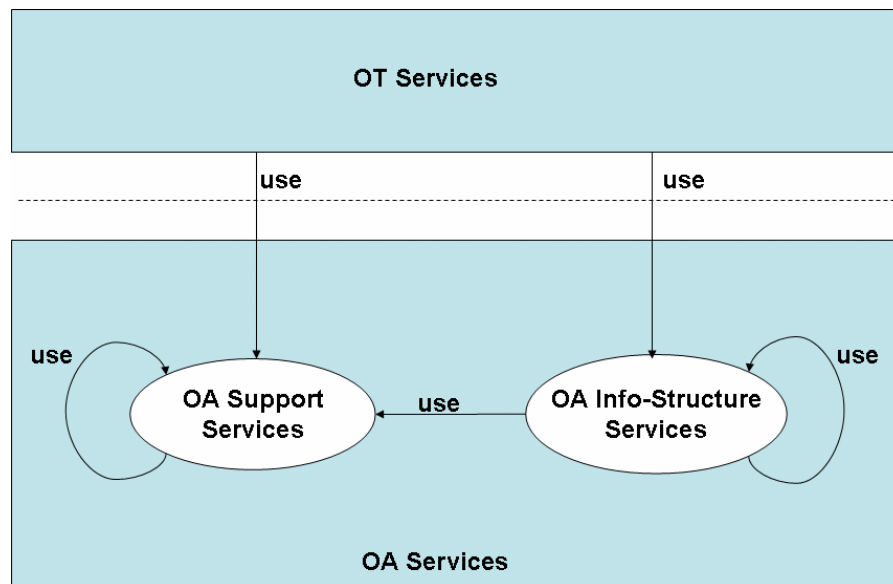 OT Services
use
use
use
use
OA Support
Services
use
OA Info-Structure
Services
OA Services